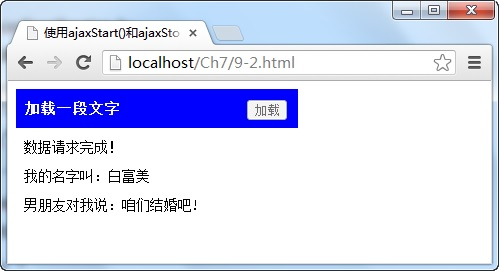 使用ajaxStart()和ajaxSto
localhost/Ch7/9-2.html
加载一段文字 加载
数据请求完成！
我的名字叫：白富美
男朋友对我说：咱们结婚吧！